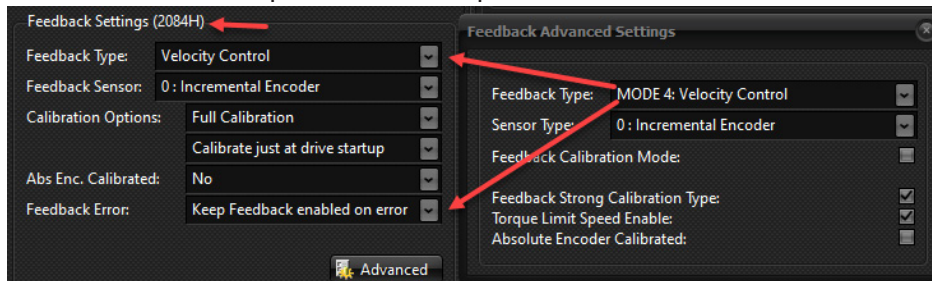 Feedback Settings (2084H)
Feedback Type: Velocity Control
Feedback Sensor: 0 : Incremental Encoder
Calibration Options: Full Calibration
Calibrate just at drive startup
Abs Enc. Calibrated: No
Feedback Error: Keep Feedback enabled on error
Advanced
Feedback Advanced Settings
Feedback Type: MODE 4: Velocity Control
Sensor Type: 0 : Incremental Encoder
Feedback Calibration Mode:
Feedback Strong Calibration Type:
Torque Limit Speed Enable:
Absolute Encoder Calibrated: